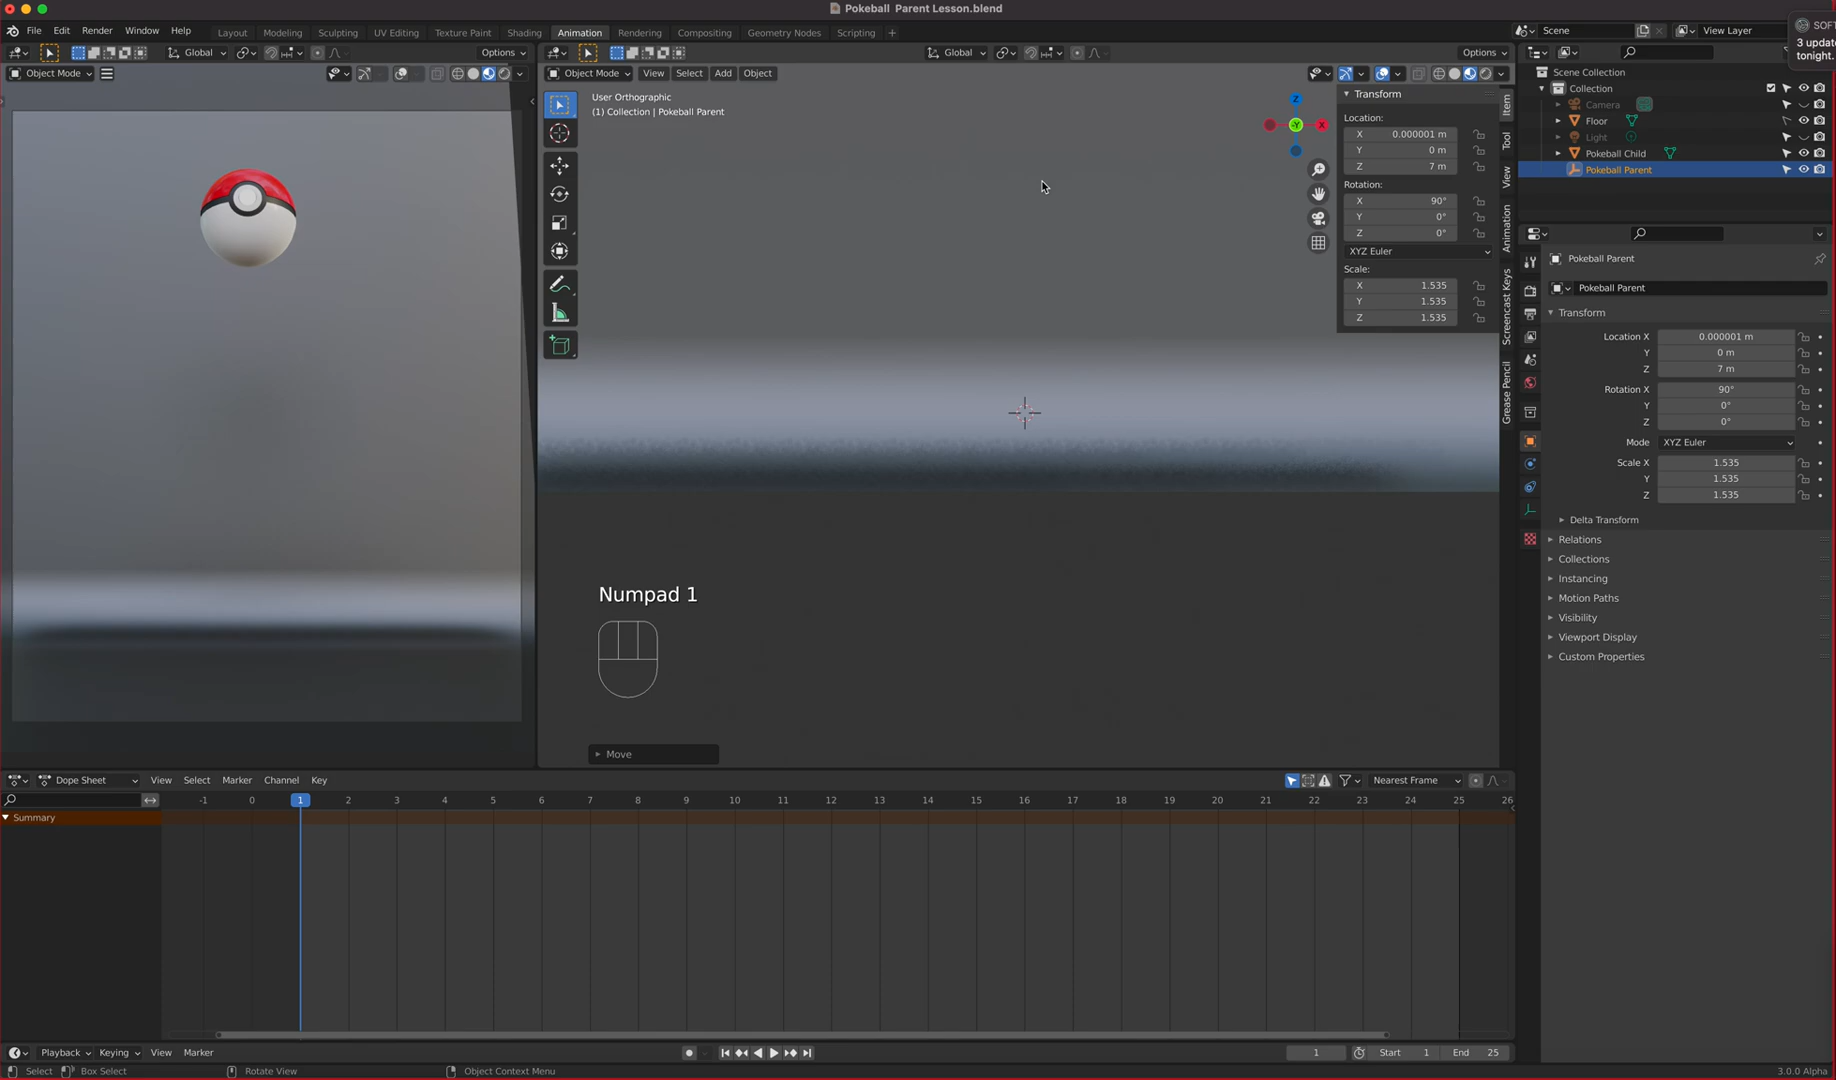 Pokeball Parent Lesson.blend
File Edit Render Window Help Layout Modeling Sculpting UV Editing Texture Paint Shading Animation Rendering Compositing Geometry Nodes Scripting + Scene View Layer
SOFT
3 update
tonight.
Global Options Global Options
Object Mode Object Mode View Select Add Object
User Orthographic
(1) Collection | Pokeball Parent
Z
-Y
X
Transform
Location:
X 0.000001 m
Y 0 m
Z 7 m
Rotation:
X 90°
Y 0°
Z 0°
XYZ Euler
Scale:
X 1.535
Y 1.535
Z 1.535
Item
Tool
View
Animation
Screencast Keys
Grease Pencil
Scene Collection
Collection
Camera
Floor
Light
Pokeball Child
Pokeball Parent
Pokeball Parent
Pokeball Parent
Transform
Location X 0.000001 m
Y 0 m
Z 7 m
Rotation X 90°
Y 0°
Z 0°
Mode XYZ Euler
Scale X 1.535
Y 1.535
Z 1.535
Delta Transform
Relations
Collections
Instancing
Motion Paths
Visibility
Viewport Display
Custom Properties
Numpad 1
Move
Dope Sheet View Select Marker Channel Key Nearest Frame
-1 0 1 2 3 4 5 6 7 8 9 10 11 12 13 14 15 16 17 18 19 20 21 22 23 24 25 26
Summary
Playback Keying View Marker 1 Start 1 End 25
Select Box Select Rotate View Object Context Menu 3.0.0 Alpha